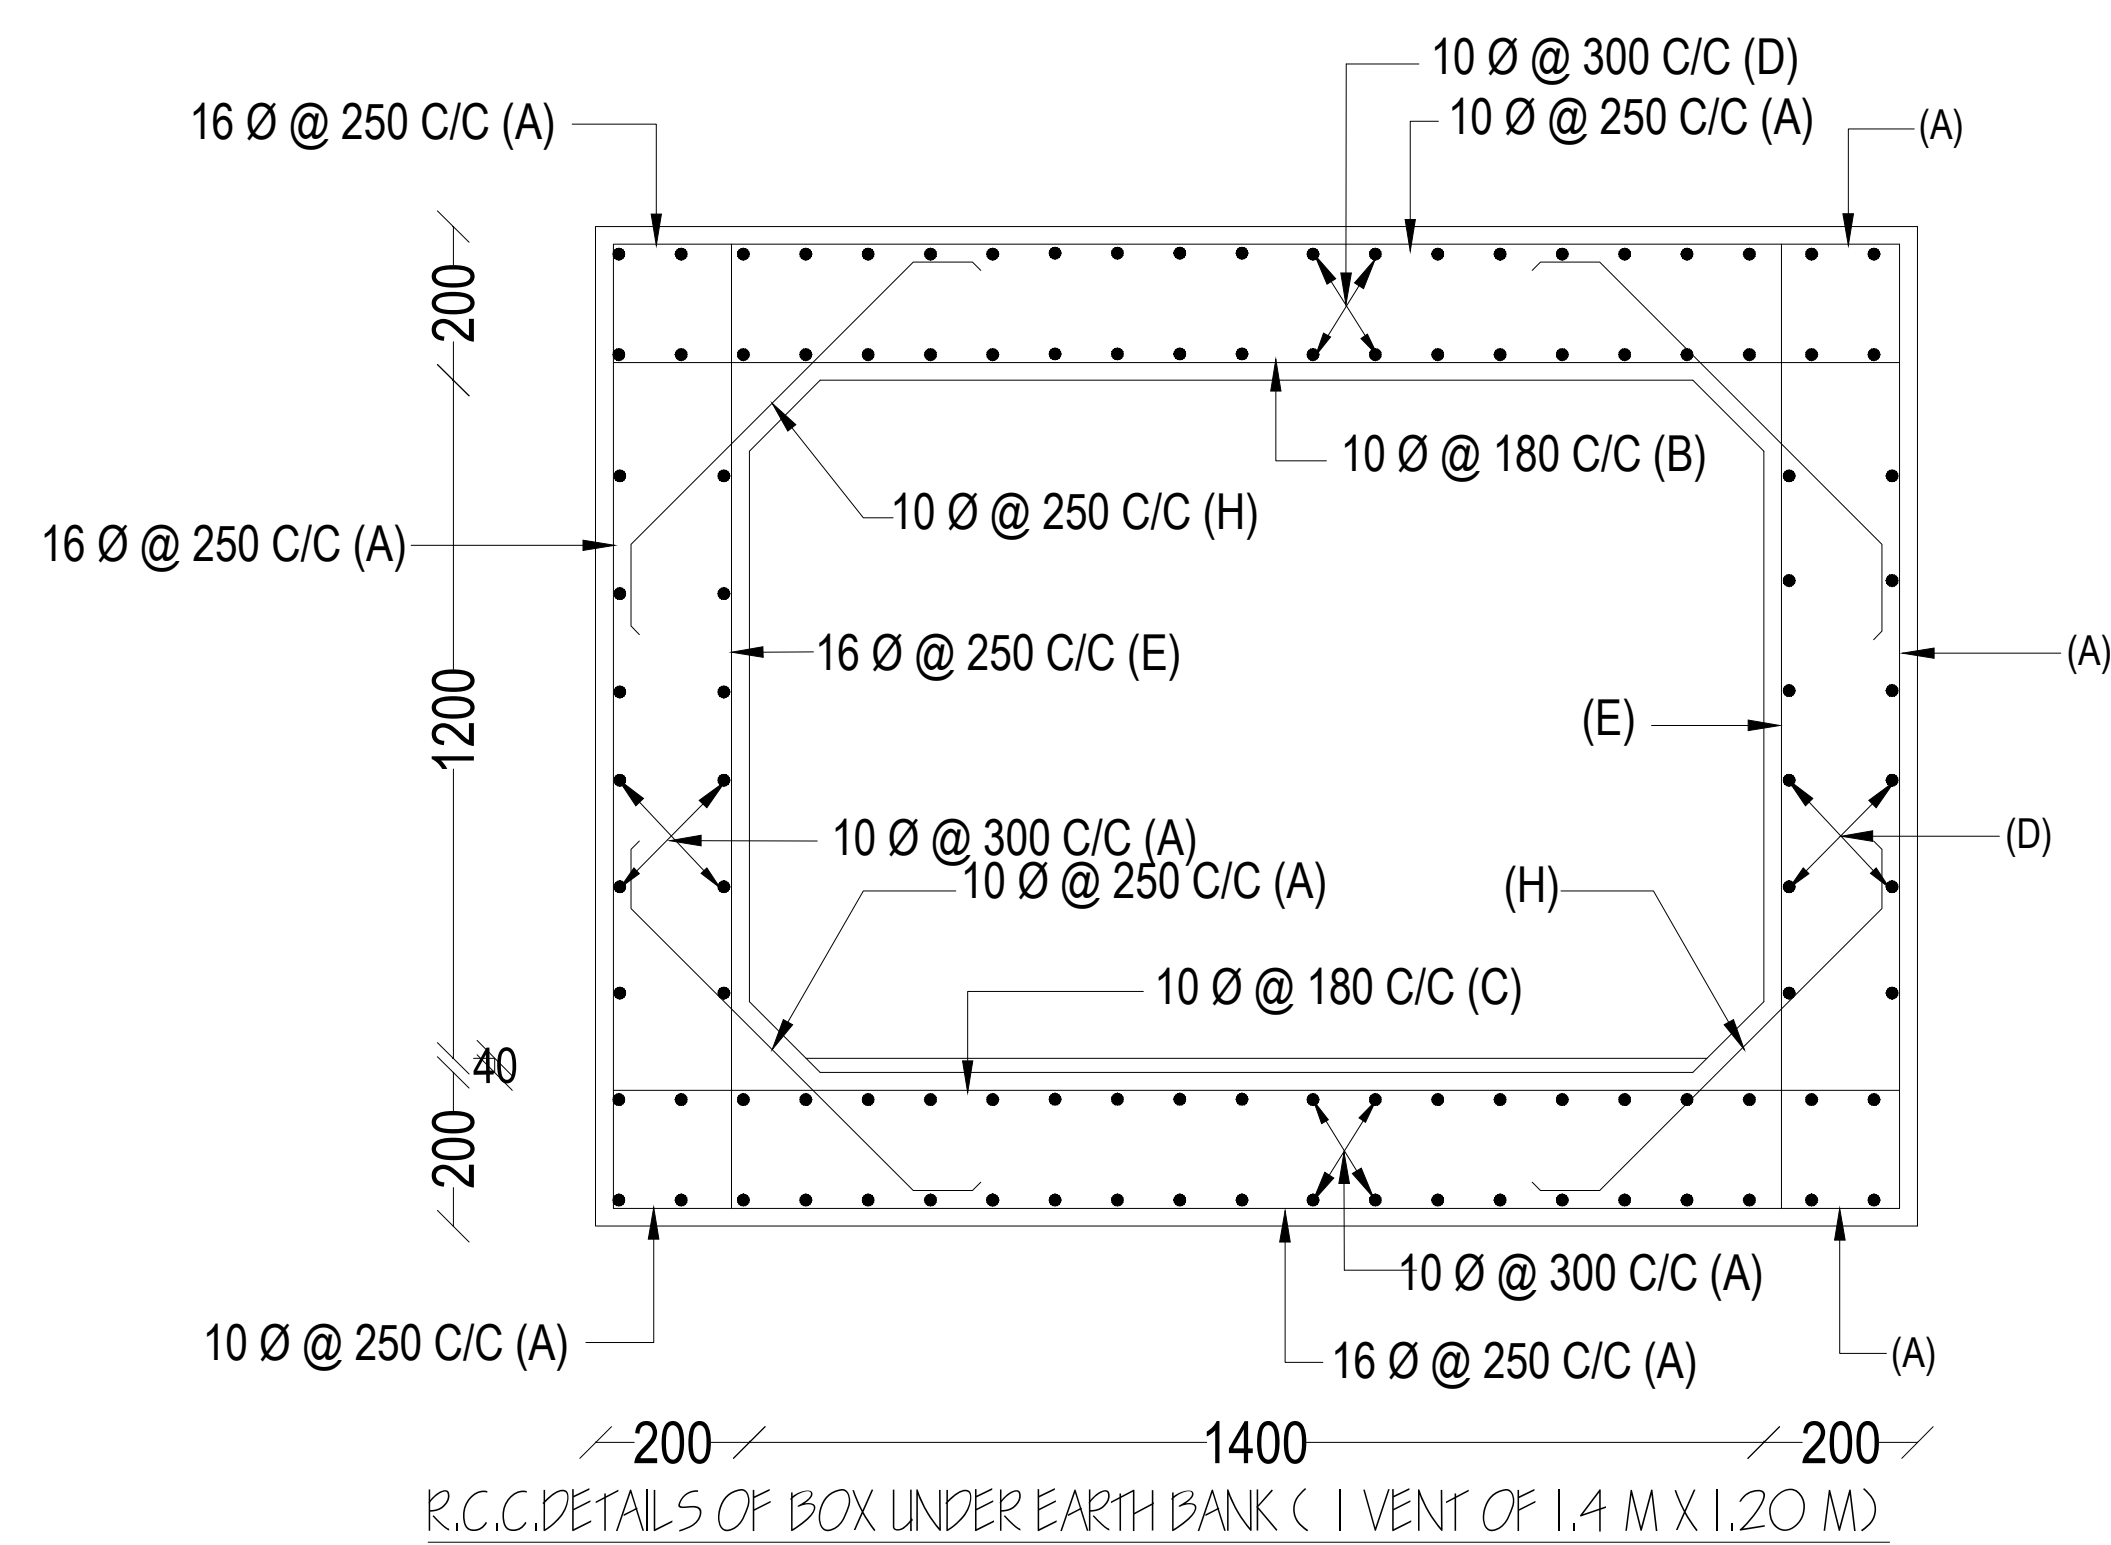 10 Ø @ 300 C/C (D)
16 Ø @ 250 C/C (A)
10 Ø @ 250 C/C (A)
(A)
200
10 Ø @ 180 C/C (B)
10 Ø @ 250 C/C (H)
16 Ø @ 250 C/C (A)
16 Ø @ 250 C/C (E)
(A)
1200
(E)
10 Ø @ 300 C/C (A)
(D)
10 Ø @ 250 C/C (A)
(H)
10 Ø @ 180 C/C (C)
40
200
10 Ø @ 300 C/C (A)
10 Ø @ 250 C/C (A)
16 Ø @ 250 C/C (A)
(A)
200 1400 200
R.C.C.DETAILS OF BOX UNDER EARTH BANK ( 1 VENT OF 1.4 M X 1.20 M)